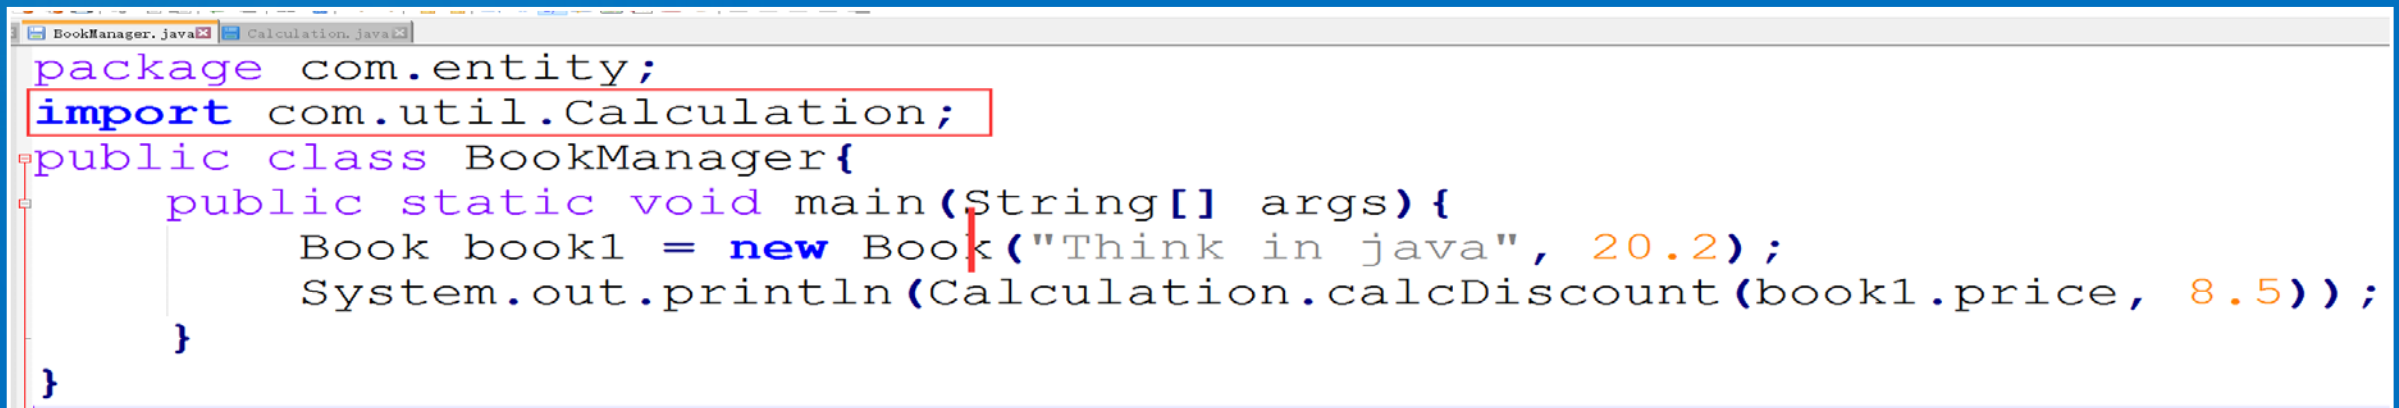 BookManager.java Calculation.java
package com.entity;
import com.util.Calculation;
public class BookManager{
public static void main(String[] args){
Book book1 = new Book("Think in java", 20.2);
System.out.println(Calculation.calcDiscount(book1.price, 8.5));
}
}